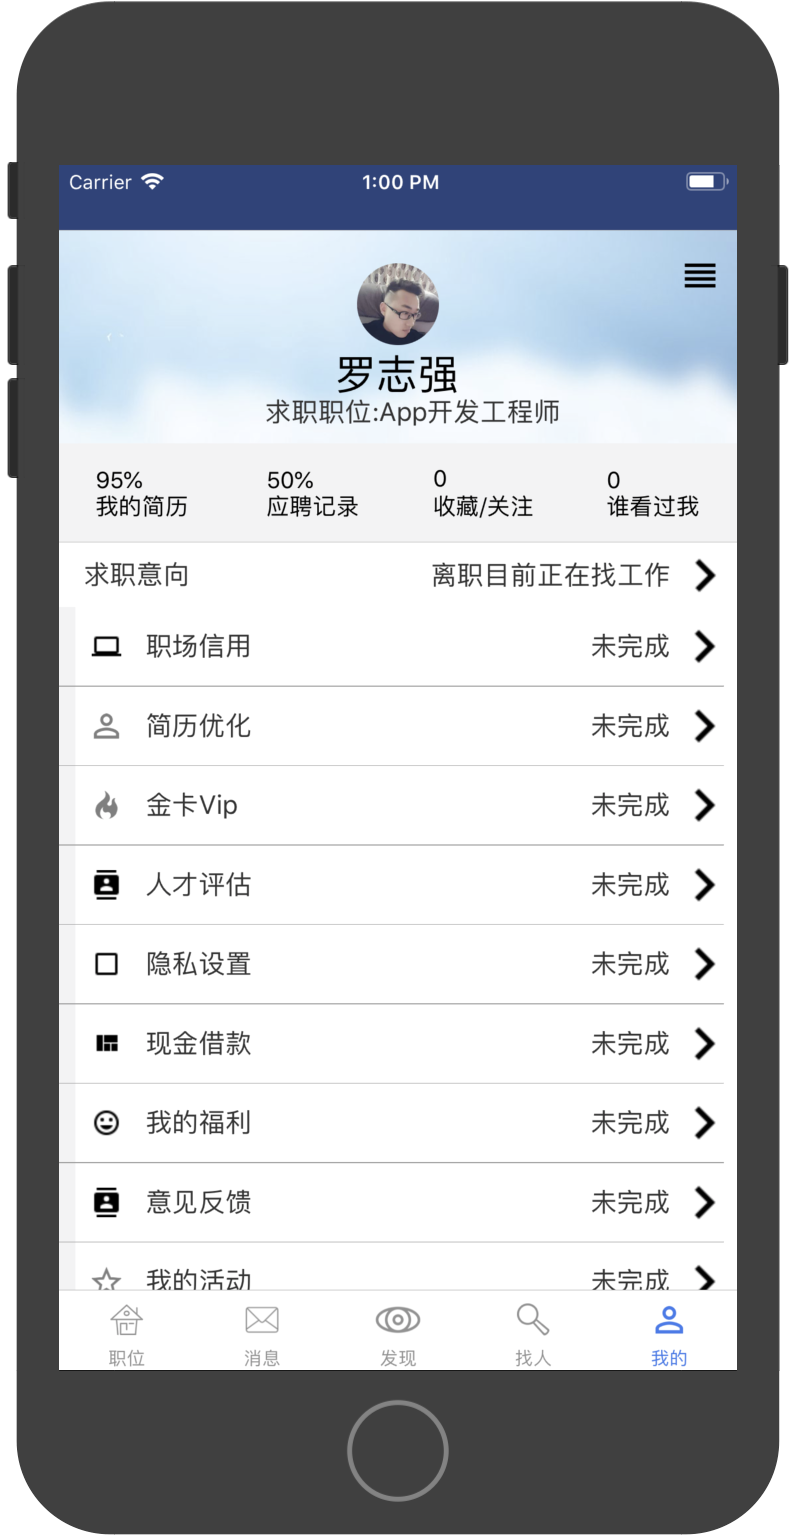 Carrier 1:00 PM
罗志强
求职职位:App开发工程师
95% 50% 0 0
我的简历 应聘记录 收藏/关注 谁看过我
求职意向 离职目前正在找工作
职场信用 未完成
简历优化 未完成
金卡Vip 未完成
人才评估 未完成
隐私设置 未完成
现金借款 未完成
我的福利 未完成
意见反馈 未完成
我的活动 未完成
职位 消息 发现 找人 我的